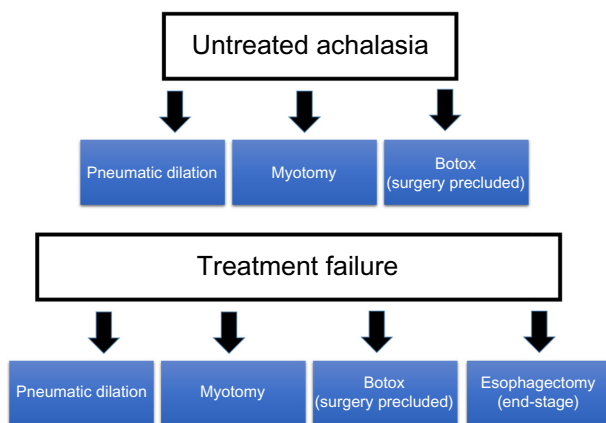 Untreated achalasia
Pneumatic dilation
Myotomy
Botox
(surgery precluded)
Treatment failure
Pneumatic dilation
Myotomy
Botox
(surgery precluded)
Esophagectomy
(end-stage)